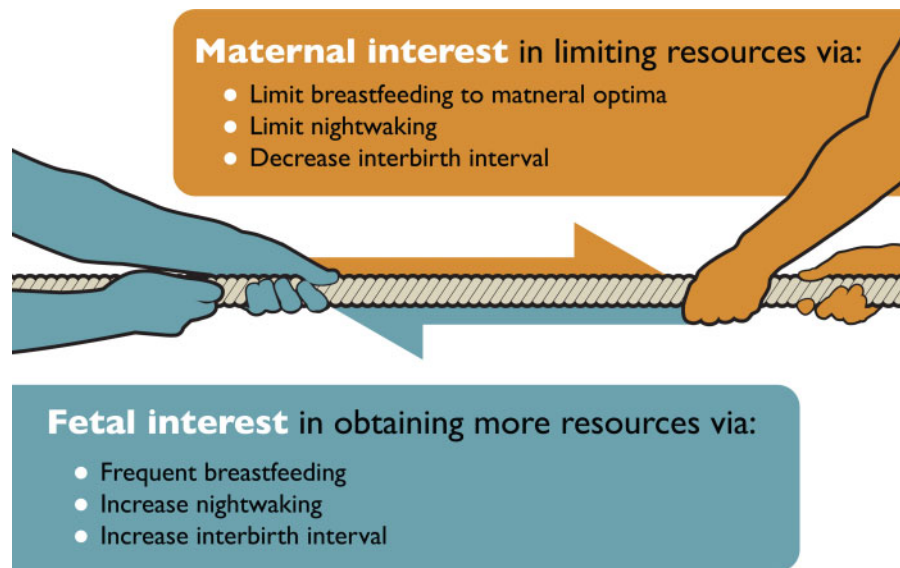 Maternal interest in limiting resources via:
● Limit breastfeeding to matneral optima
● Limit nightwaking
● Decrease interbirth interval
Fetal interest in obtaining more resources via:
● Frequent breastfeeding
● Increase nightwaking
● Increase interbirth interval